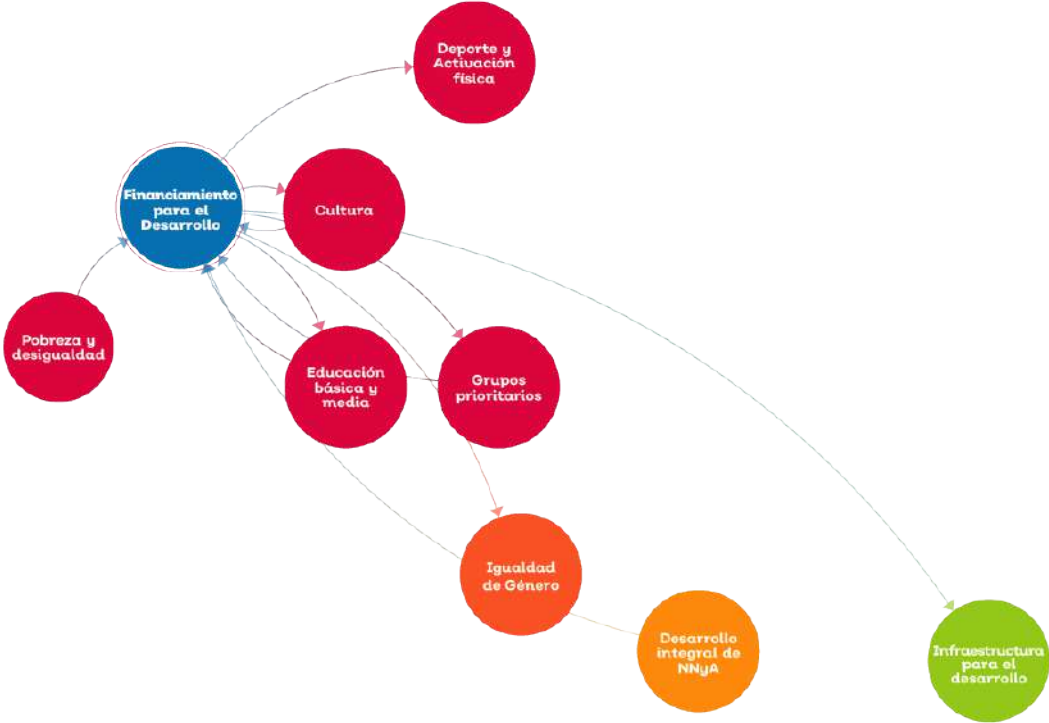 Deporte y
Activación
física
Financiamiento
para el
Desarrollo
Cultura
Pobreza y
desigualdad
Educación
básica y
media
Grupos
prioritarios
Igualdad
de Género
Desarrollo
integral de
NNyA
Infraestructura
para el
desarrollo